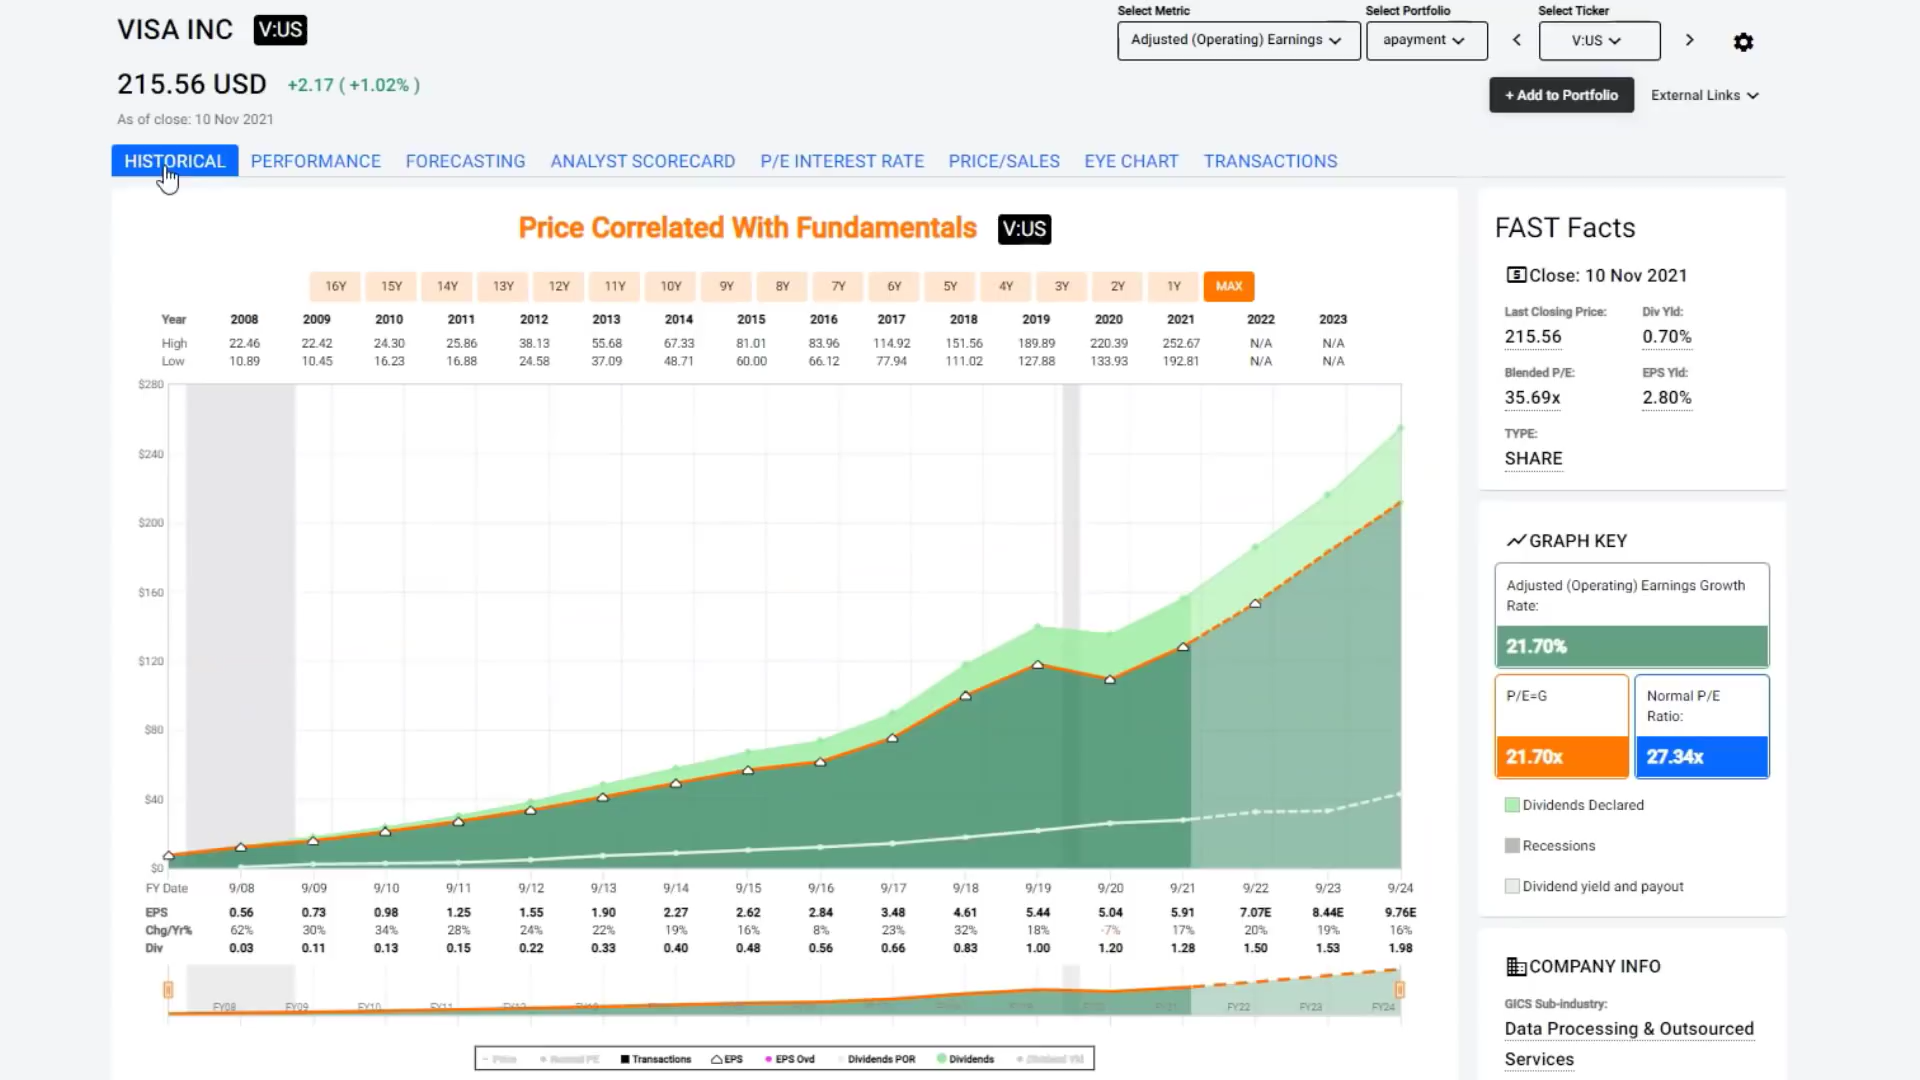 VISA INC V:US
215.56 USD +2.17 ( +1.02% )
As of close: 10 Nov 2021
Select Metric
Adjusted (Operating) Earnings
Select Portfolio
apayment
Select Ticker
V:US
+ Add to Portfolio
External Links
HISTORICAL PERFORMANCE FORECASTING ANALYST SCORECARD P/E INTEREST RATE PRICE/SALES EYE CHART TRANSACTIONS
Price Correlated With Fundamentals V:US
16Y 15Y 14Y 13Y 12Y 11Y 10Y 9Y 8Y 7Y 6Y 5Y 4Y 3Y 2Y 1Y MAX
Year 2008 2009 2010 2011 2012 2013 2014 2015 2016 2017 2018 2019 2020 2021 2022 2023
High 22.46 22.42 24.30 25.86 38.13 55.68 67.33 81.01 83.96 114.92 151.56 189.89 220.39 252.67 N/A N/A
Low 10.89 10.45 16.23 16.88 24.58 37.09 48.71 60.00 66.12 77.94 111.02 127.88 133.93 192.81 N/A N/A
$280
$240
$200
$160
$120
$80
$40
$0
FY Date 9/08 9/09 9/10 9/11 9/12 9/13 9/14 9/15 9/16 9/17 9/18 9/19 9/20 9/21 9/22 9/23 9/24
EPS 0.56 0.73 0.98 1.25 1.55 1.90 2.27 2.62 2.84 3.48 4.61 5.44 5.04 5.91 7.07E 8.44E 9.76E
Chg/Yr% 62% 30% 34% 28% 24% 22% 19% 16% 8% 23% 32% 18% -7% 17% 20% 19% 16%
Div 0.03 0.11 0.13 0.15 0.22 0.33 0.40 0.48 0.56 0.66 0.83 1.00 1.20 1.28 1.50 1.53 1.98
FY08 FY09 FY10 FY11 FY22 FY23 FY24
Price Normal PE Transactions EPS EPS Ovd Dividends POR Dividends Dividend Yld
FAST Facts
Close: 10 Nov 2021
Last Closing Price: Div Yld:
215.56 0.70%
Blended P/E: EPS Yld:
35.69x 2.80%
TYPE:
SHARE
GRAPH KEY
Adjusted (Operating) Earnings Growth
Rate:
21.70%
P/E=G
21.70x
Normal P/E
Ratio:
27.34x
Dividends Declared
Recessions
Dividend yield and payout
COMPANY INFO
GICS Sub-industry:
Data Processing & Outsourced
Services